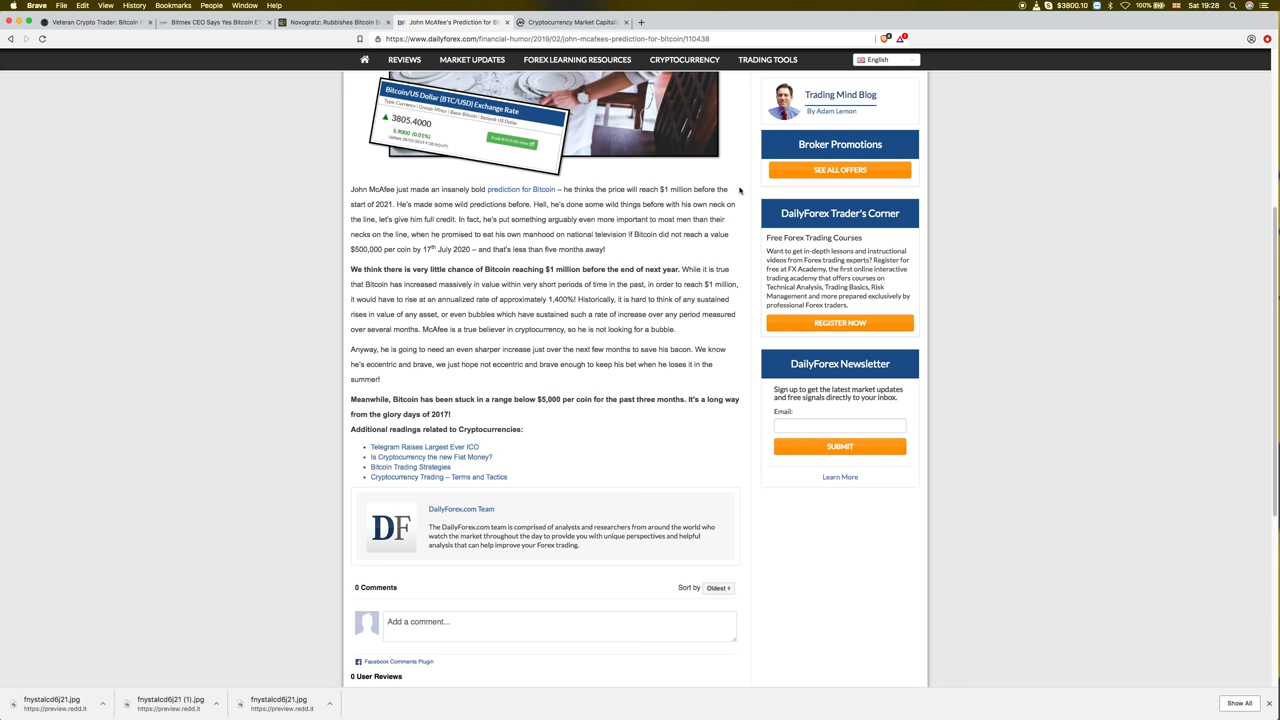 Brave File Edit View History Bookmarks People Window Help
$3800.10 100% Sat 19:28
Veteran Crypto Trader: Bitcoin P
Bitmex CEO Says Yes Bitcoin ET
Novogratz: Rubbishes Bitcoin B
John McAfee's Prediction for Bi
Cryptocurrency Market Capitali
https://www.dailyforex.com/financial-humor/2019/02/john-mcafees-prediction-for-bitcoin/110438
REVIEWS MARKET UPDATES FOREX LEARNING RESOURCES CRYPTOCURRENCY TRADING TOOLS English
Bitcoin/US Dollar (BTC/USD) Exchange Rate
3805.4000
5.9000 (0.01%)
John McAfee just made an insanely bold prediction for Bitcoin – he thinks the price will reach $1 million before the
start of 2021. He's made some wild predictions before. Hell, he's done some wild things before with his own neck on
the line, let's give him full credit. In fact, he's put something arguably even more important to most men than their
necks on the line, when he promised to eat his own manhood on national television if Bitcoin did not reach a value
$500,000 per coin by 17th July 2020 – and that's less than five months away!
We think there is very little chance of Bitcoin reaching $1 million before the end of next year. While it is true
that Bitcoin has increased massively in value within very short periods of time in the past, in order to reach $1 million,
it would have to rise at an annualized rate of approximately 1,400%! Historically, it is hard to think of any sustained
rises in value of any asset, or even bubbles which have sustained such a rate of increase over any period measured
over several months. McAfee is a true believer in cryptocurrency, so he is not looking for a bubble.
Anyway, he is going to need an even sharper increase just over the next few months to save his bacon. We know
he's eccentric and brave, we just hope not eccentric and brave enough to keep his bet when he loses it in the
summer!
Meanwhile, Bitcoin has been stuck in a range below $5,000 per coin for the past three months. It's a long way
from the glory days of 2017!
Additional readings related to Cryptocurrencies:
Telegram Raises Largest Ever ICO
Is Cryptocurrency the new Fiat Money?
Bitcoin Trading Strategies
Cryptocurrency Trading – Terms and Tactics
DF
DailyForex.com Team
The DailyForex.com team is comprised of analysts and researchers from around the world who
watch the market throughout the day to provide you with unique perspectives and helpful
analysis that can help improve your Forex trading.
0 Comments
Sort by Oldest
Add a comment...
Facebook Comments Plugin
0 User Reviews
Trading Mind Blog
By Adam Lemon
Broker Promotions
SEE ALL OFFERS
DailyForex Trader's Corner
Free Forex Trading Courses
Want to get in-depth lessons and instructional
videos from Forex trading experts? Register for
free at FX Academy, the first online interactive
trading academy that offers courses on
Technical Analysis, Trading Basics, Risk
Management and more prepared exclusively by
professional Forex traders.
REGISTER NOW
DailyForex Newsletter
Sign up to get the latest market updates
and free signals directly to your inbox.
Email:
SUBMIT
Learn More
fnystalcd6j21.jpg
https://preview.redd.it
fnystalcd6j21 (1).jpg
https://preview.redd.it
fnystalcd6j21.jpg
https://preview.redd.it
Show All